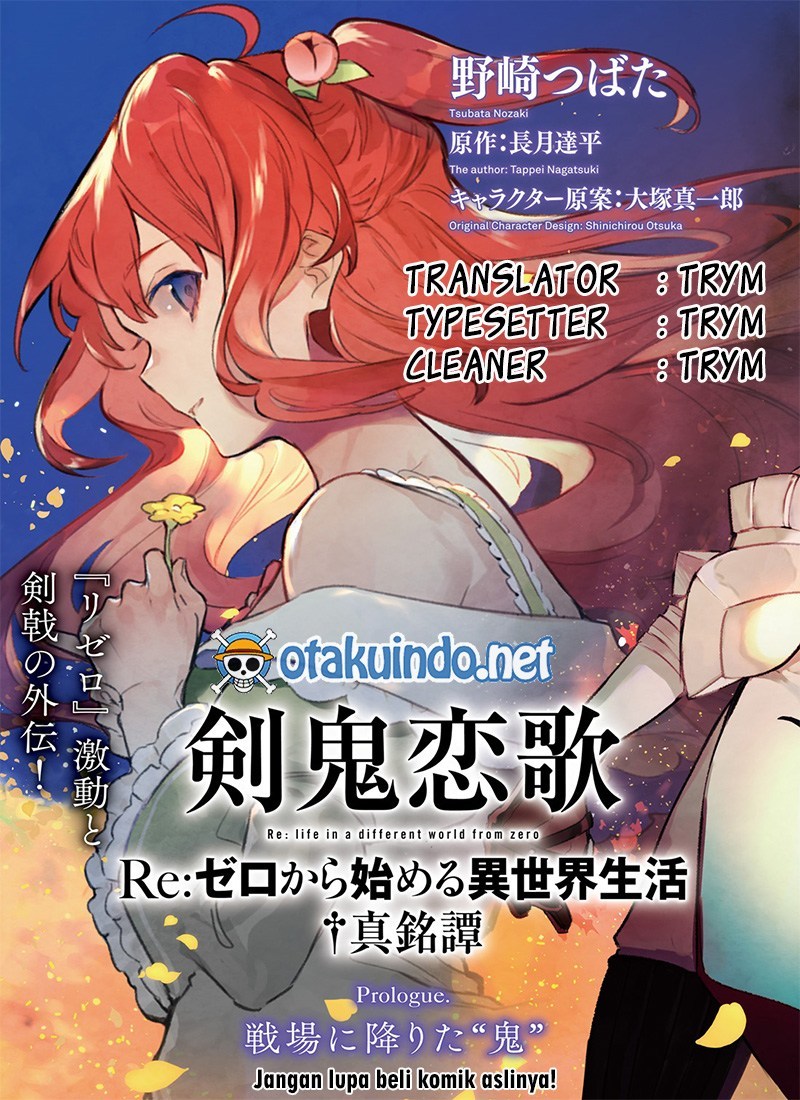 野崎つばた
Tsubata Nozaki
原作：長月達平
The author: Tappei Nagatsuki
キャラクター原案：大塚真一郎
Original Character Design: Shinichirou Otsuka
TRANSLATOR : TRYM
TYPESETTER : TRYM
CLEANER : TRYM
『リゼロ』激動と
剣戟の外伝！
otakuindo.net
剣鬼恋歌
Re: life in a different world from zero
Re:ゼロから始める異世界生活
†真銘譚
Prologue.
戦場に降りた“鬼”
Jangan lupa beli komik aslinya!